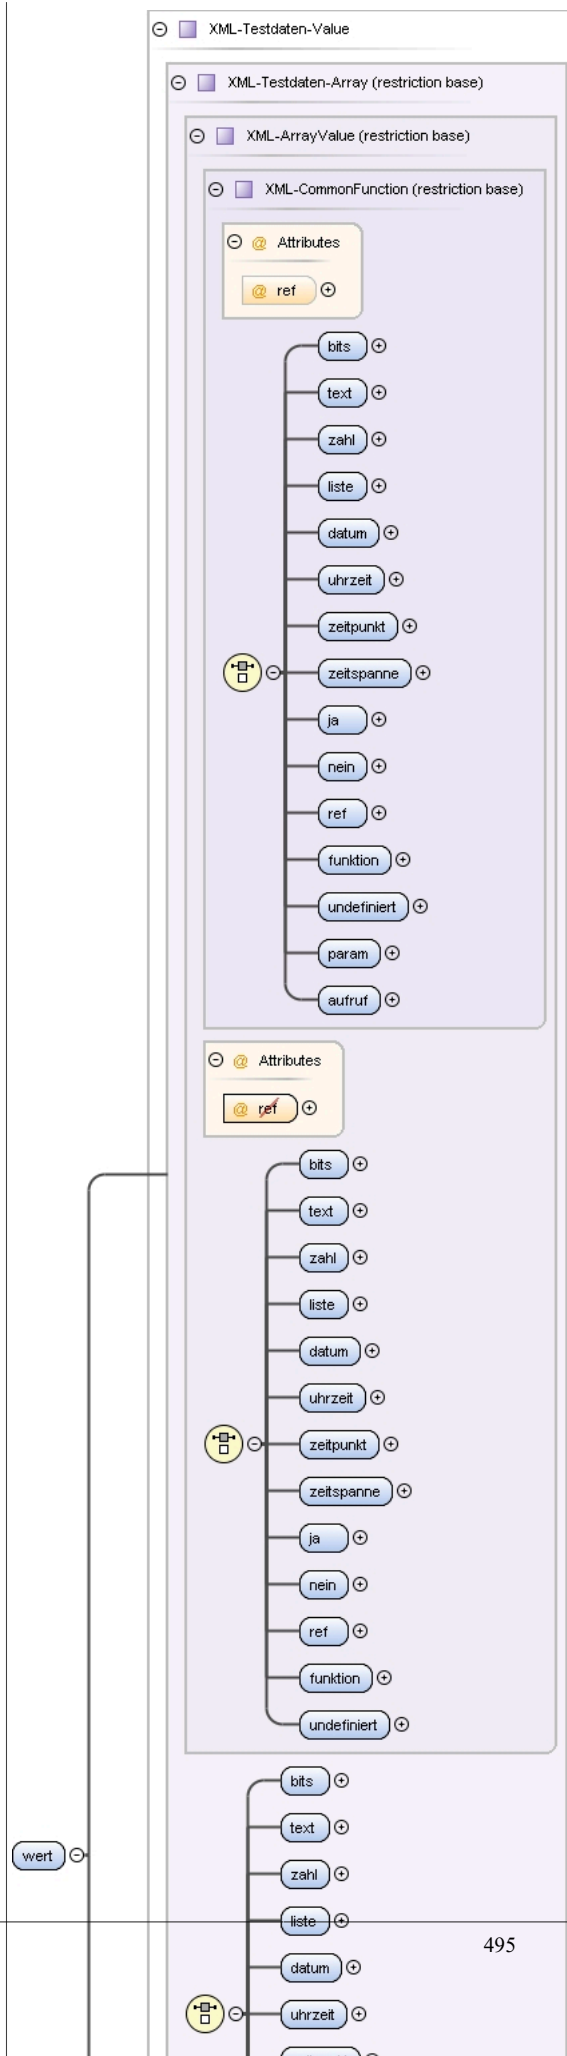 XML-Testdaten-Value
XML-Testdaten-Array (restriction base)
XML-ArrayValue (restriction base)
XML-CommonFunction (restriction base)
@ Attributes
@ ref
bits
text
zahl
liste
datum
uhrzeit
zeitpunkt
zeitspanne
ja
nein
ref
funktion
undefiniert
param
aufruf
@ Attributes
@ ref
bits
text
zahl
liste
datum
uhrzeit
zeitpunkt
zeitspanne
ja
nein
ref
funktion
undefiniert
bits
text
wert
zahl
liste
495
datum
uhrzeit